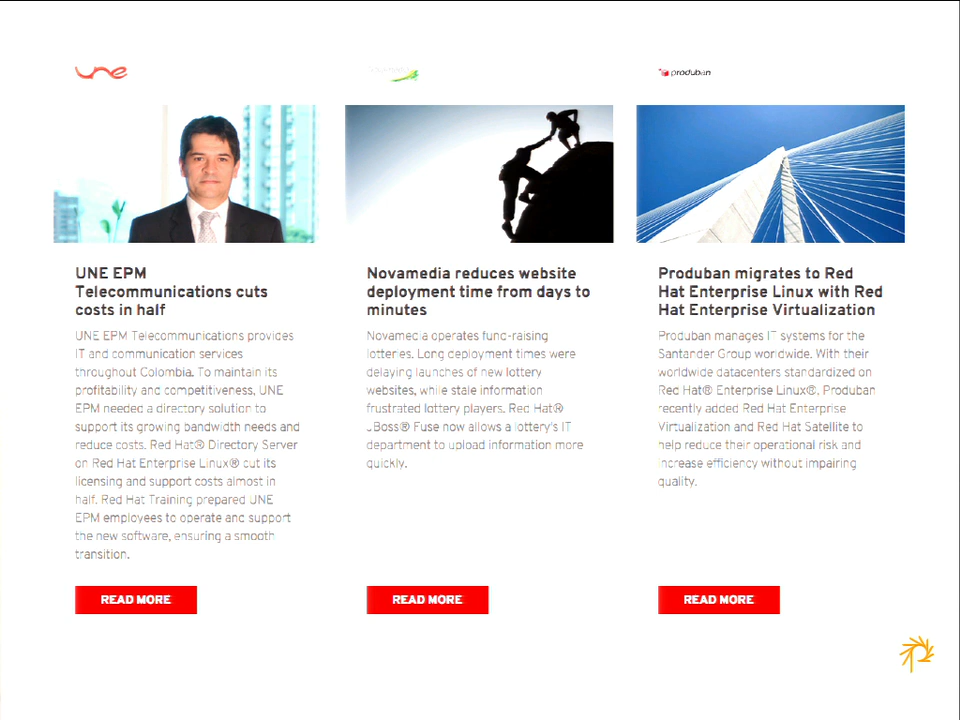 une
produban
UNE EPM
Telecommunications cuts
costs in half
UNE EPM Telecommunications provides
IT and communication services
throughout Colombia. To maintain its
profitability and competitiveness, UNE
EPM needed a directory solution to
support its growing bandwidth needs and
reduce costs. Red Hat® Directory Server
on Red Hat Enterprise Linux® cut its
licensing and support costs almost in
half. Red Hat Training prepared UNE
EPM employees to operate and support
the new software, ensuring a smooth
transition.
READ MORE
Novamedia reduces website
deployment time from days to
minutes
Novamedia operates fund-raising
lotteries. Long deployment times were
delaying launches of new lottery
websites, while stale information
frustrated lottery players. Red Hat®
JBoss® Fuse now allows a lottery's IT
department to upload information more
quickly.
READ MORE
Produban migrates to Red
Hat Enterprise Linux with Red
Hat Enterprise Virtualization
Produban manages IT systems for the
Santander Group worldwide. With their
worldwide datacenters standardized on
Red Hat® Enterprise Linux®, Produban
recently added Red Hat Enterprise
Virtualization and Red Hat Satellite to
help reduce their operational risk and
increase efficiency without impairing
quality.
READ MORE